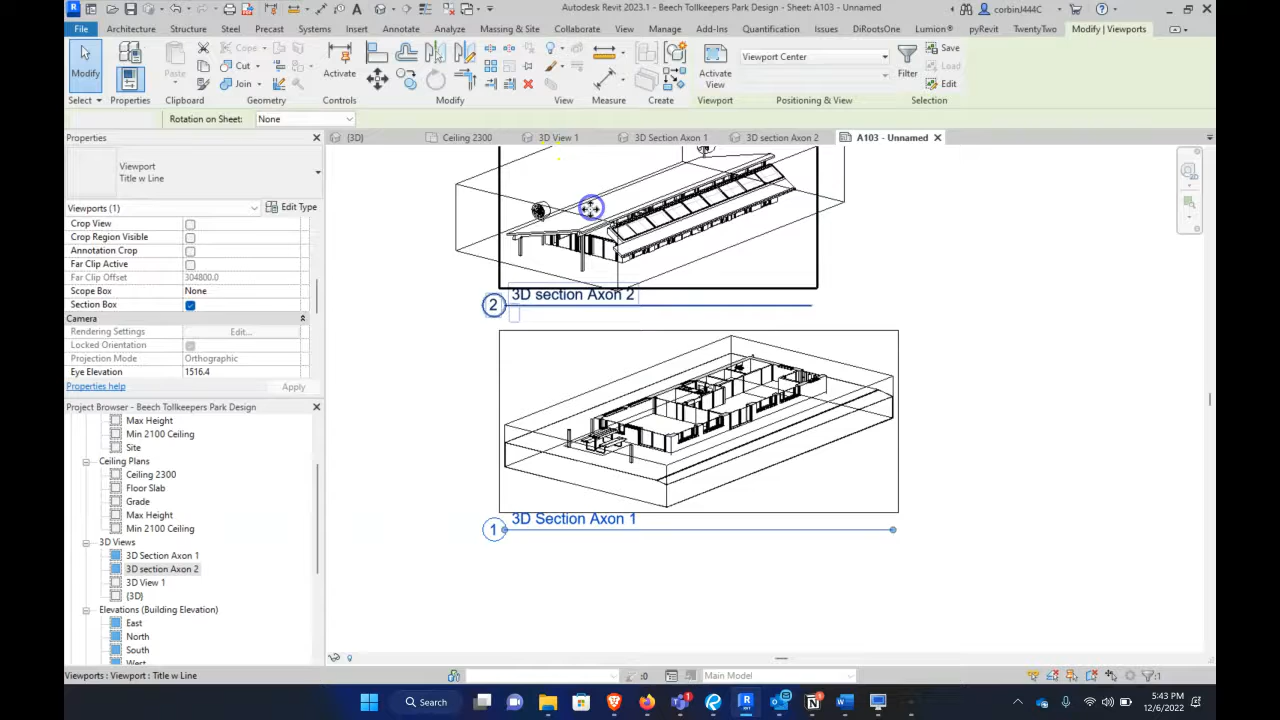 Autodesk Revit 2023.1 - Beech Tollkeepers Park Design - Sheet: A103 - Unnamed
corbinJ444C
File
Architecture
Structure
Steel
Precast
Systems
Insert
Annotate
Analyze
Massing & Site
Collaborate
View
Manage
Add-Ins
Quantification
Issues
DiRootsOne
Lumion®
pyRevit
TwentyTwo
Modify | Viewports
Modify
Properties
Paste
Cope
Cut
Join
Activate
Activate
View
Viewport Center
Filter
Save
Load
Edit
Select
Properties
Clipboard
Geometry
Controls
Modify
View
Measure
Create
Viewport
Positioning & View
Selection
Rotation on Sheet:
None
Properties
{3D}
Ceiling 2300
3D View 1
3D Section Axon 1
3D section Axon 2
A103 - Unnamed
Viewport
Title w Line
Viewports (1)
Edit Type
Crop View
Crop Region Visible
Annotation Crop
Far Clip Active
Far Clip Offset 304800.0
Scope Box None
Section Box
Camera
Rendering Settings Edit...
Locked Orientation
Projection Mode Orthographic
Eye Elevation 1516.4
Properties help
Apply
Project Browser - Beech Tollkeepers Park Design
Max Height
Min 2100 Ceiling
Site
Ceiling Plans
Ceiling 2300
Floor Slab
Grade
Max Height
Min 2100 Ceiling
3D Views
3D Section Axon 1
3D section Axon 2
3D View 1
{3D}
Elevations (Building Elevation)
East
North
South
West
2 3D section Axon 2
1 3D Section Axon 1
Viewports : Viewport : Title w Line
:0
Main Model
:1
Search
5:43 PM
12/6/2022